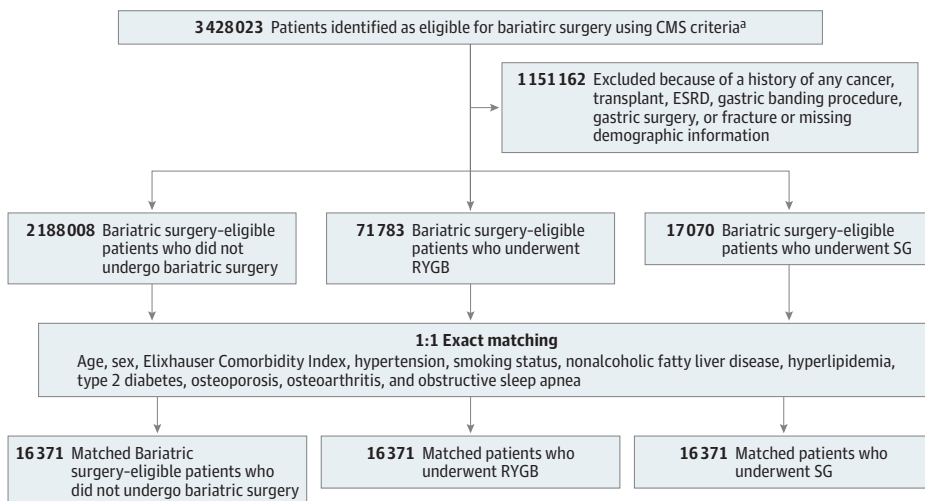 3428023 Patients identified as eligible for bariatirc surgery using CMS criteriaᵃ
1151162 Excluded because of a history of any cancer,
transplant, ESRD, gastric banding procedure,
gastric surgery, or fracture or missing
demographic information
2188008 Bariatric surgery-eligible
patients who did not
undergo bariatric surgery
71783 Bariatric surgery-eligible
patients who underwent
RYGB
17070 Bariatric surgery-eligible
patients who underwent SG
1:1 Exact matching
Age, sex, Elixhauser Comorbidity Index, hypertension, smoking status, nonalcoholic fatty liver disease, hyperlipidemia,
type 2 diabetes, osteoporosis, osteoarthritis, and obstructive sleep apnea
16371 Matched Bariatric
surgery-eligible patients who
did not undergo bariatric surgery
16371 Matched patients who
underwent RYGB
16371 Matched patients who
underwent SG